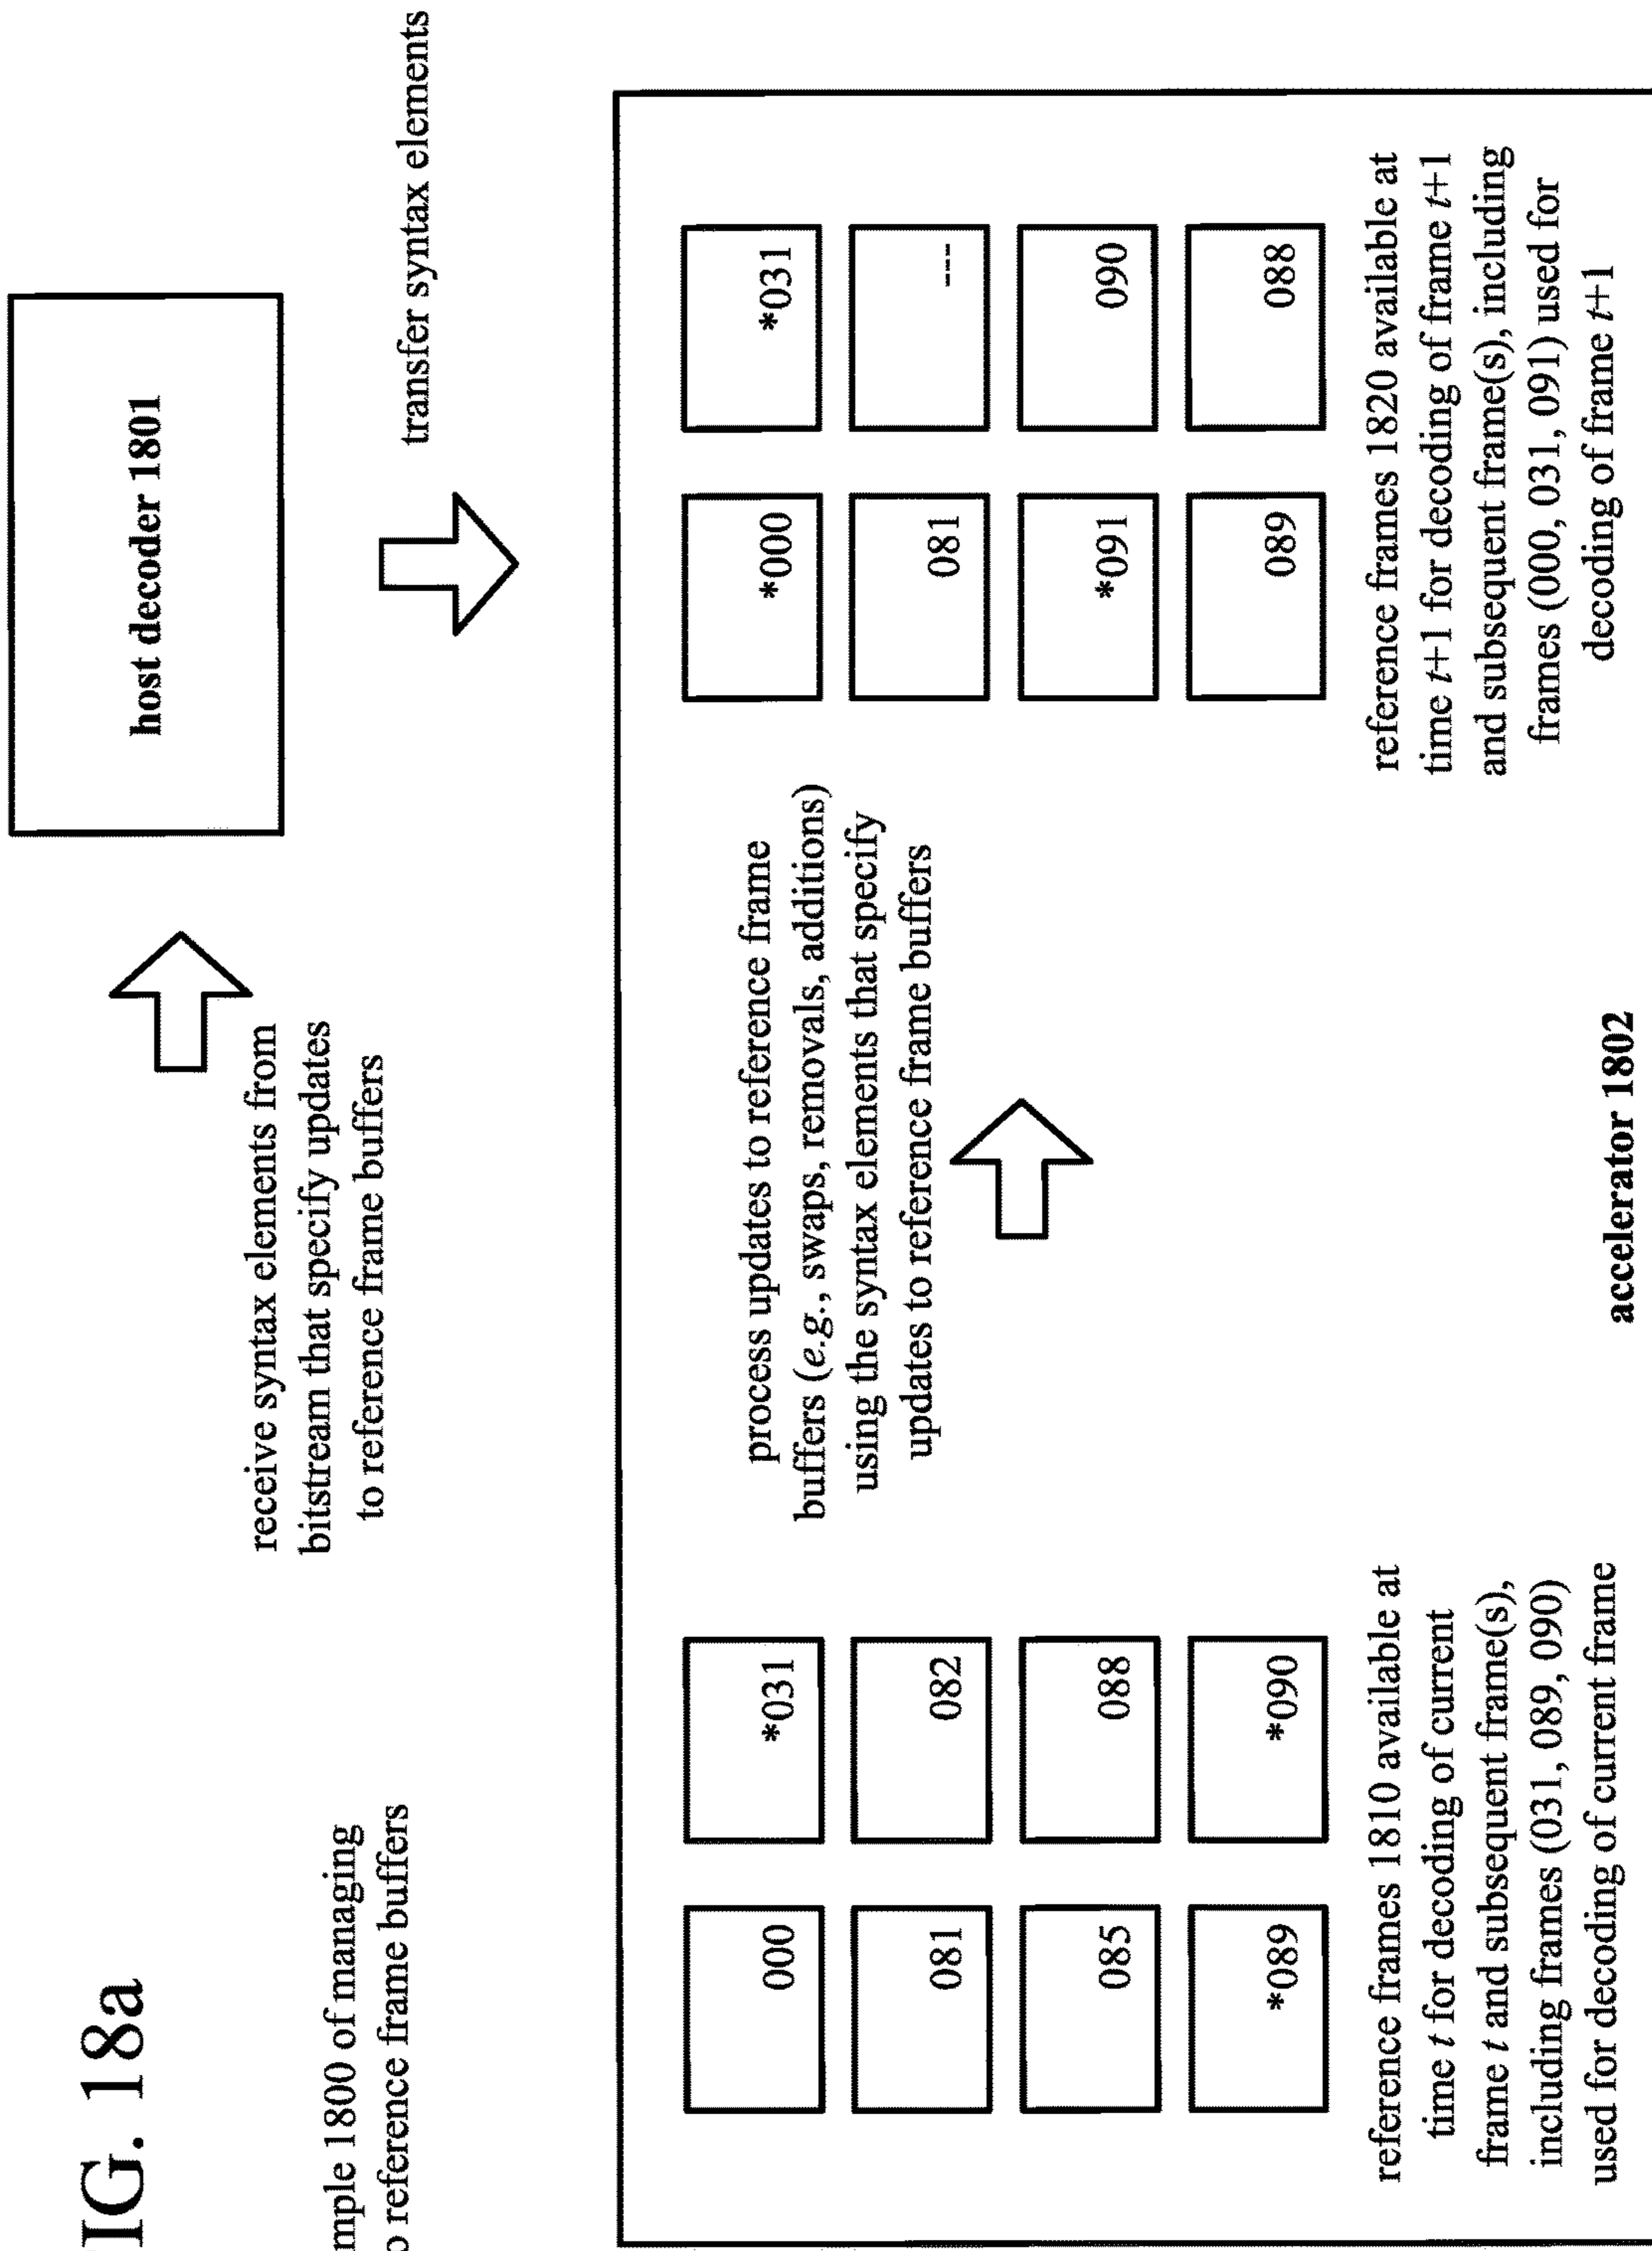 IG. 18a
mple 1800 of managing
o reference frame buffers
receive syntax elements from
bitstream that specify updates
to reference frame buffers
host decoder 1801
transfer syntax elements
000
*031
081
082
085
088
*089
*090
reference frames 1810 available at
time t for decoding of current
frame t and subsequent frame(s),
including frames (031, 089, 090)
used for decoding of current frame
process updates to reference frame
buffers (e.g., swaps, removals, additions)
using the syntax elements that specify
updates to reference frame buffers
*000
*031
081
---
*091
090
089
088
reference frames 1820 available at
time t+1 for decoding of frame t+1
and subsequent frame(s), including
frames (000, 031, 091) used for
decoding of frame t+1
accelerator 1802